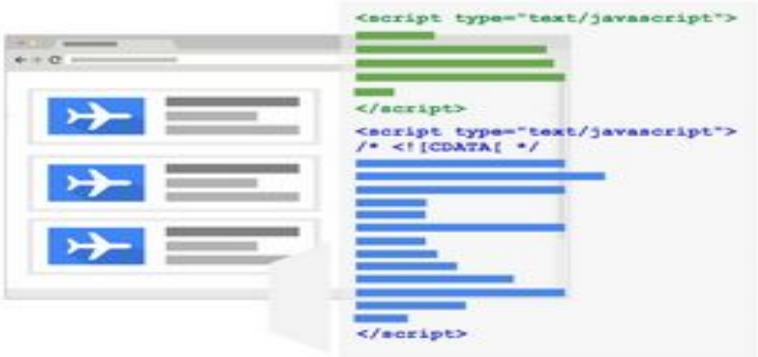 <script type="text/javascript">
</script>
<script type="text/javascript">
/* <![CDATA[ */
</script>